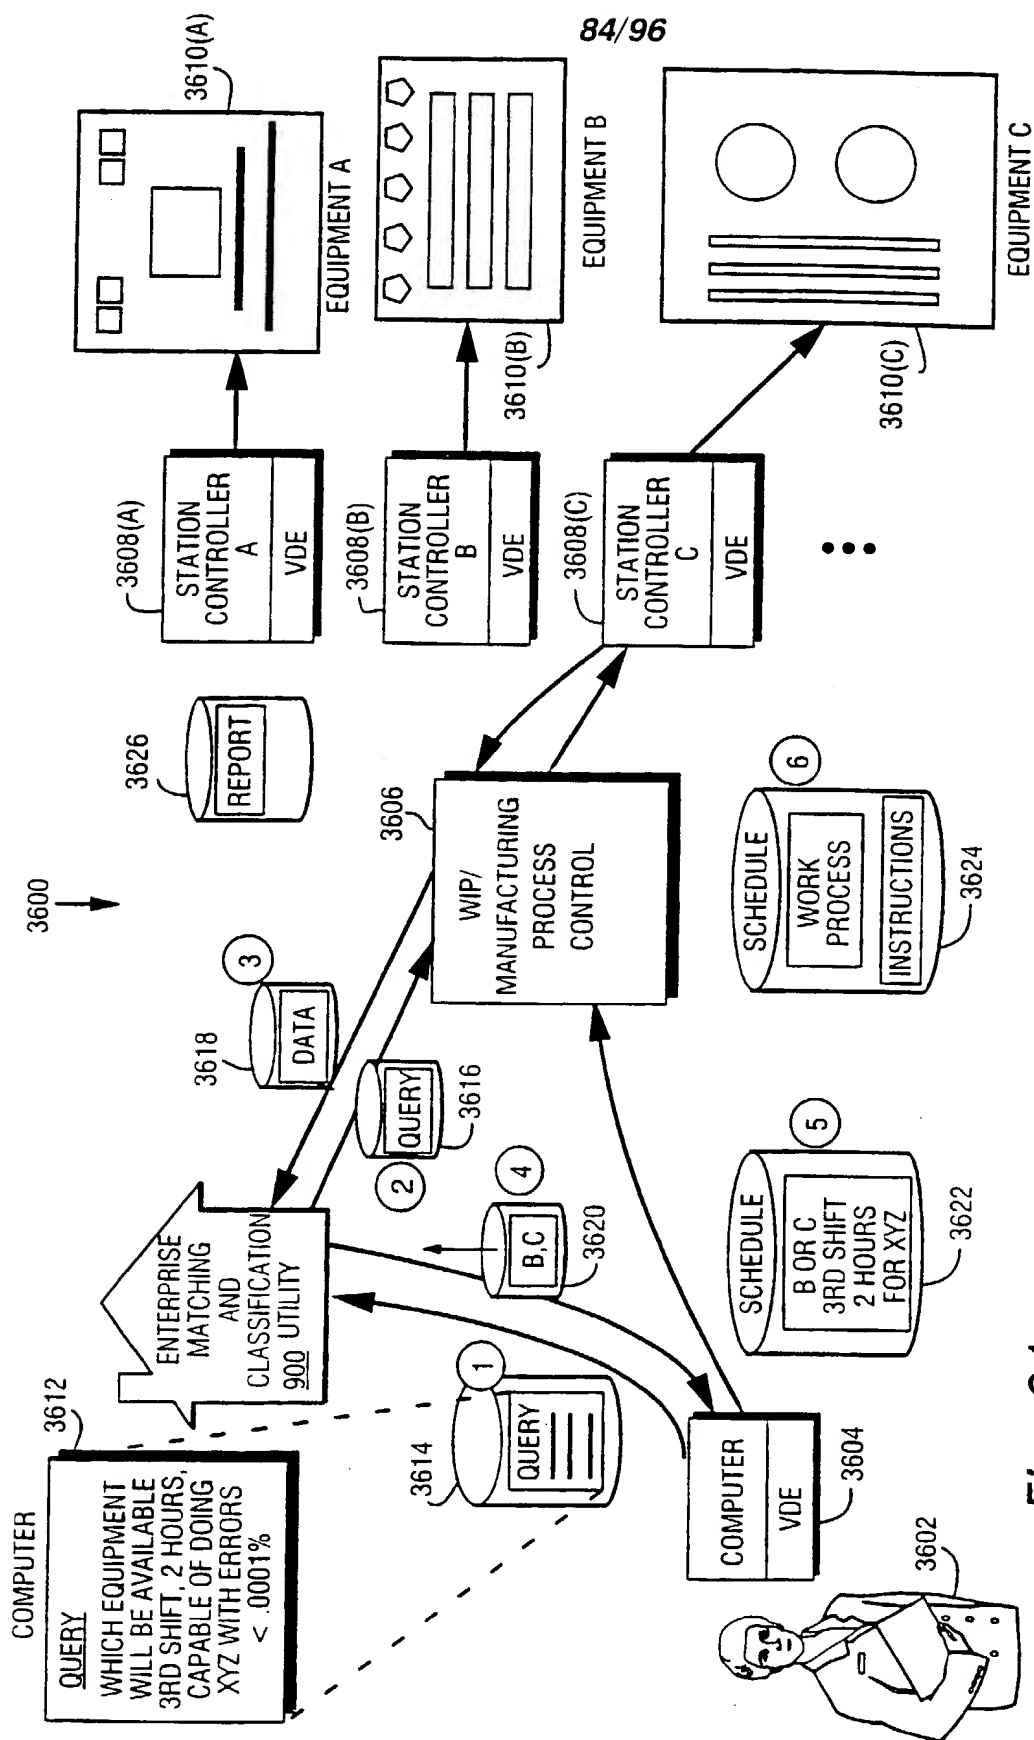 84/96
3600
COMPUTER
3612
QUERY
WHICH EQUIPMENT
WILL BE AVAILABLE
3RD SHIFT, 2 HOURS,
CAPABLE OF DOING
XYZ WITH ERRORS
< .0001%
ENTERPRISE
MATCHING
AND
CLASSIFICATION
900 UTILITY
3614
1
QUERY
COMPUTER
VDE
3604
3602
4
B,C
3620
2
QUERY
3616
3618
3
DATA
3606
WIP/
MANUFACTURING
PROCESS
CONTROL
5
SCHEDULE
B OR C
3RD SHIFT
2 HOURS
FOR XYZ
3622
6
SCHEDULE
WORK
PROCESS
INSTRUCTIONS
3624
3626
REPORT
3608(A)
STATION
CONTROLLER
A
VDE
3608(B)
STATION
CONTROLLER
B
VDE
3608(C)
STATION
CONTROLLER
C
VDE
3610(A)
EQUIPMENT A
3610(B)
EQUIPMENT B
3610(C)
EQUIPMENT C